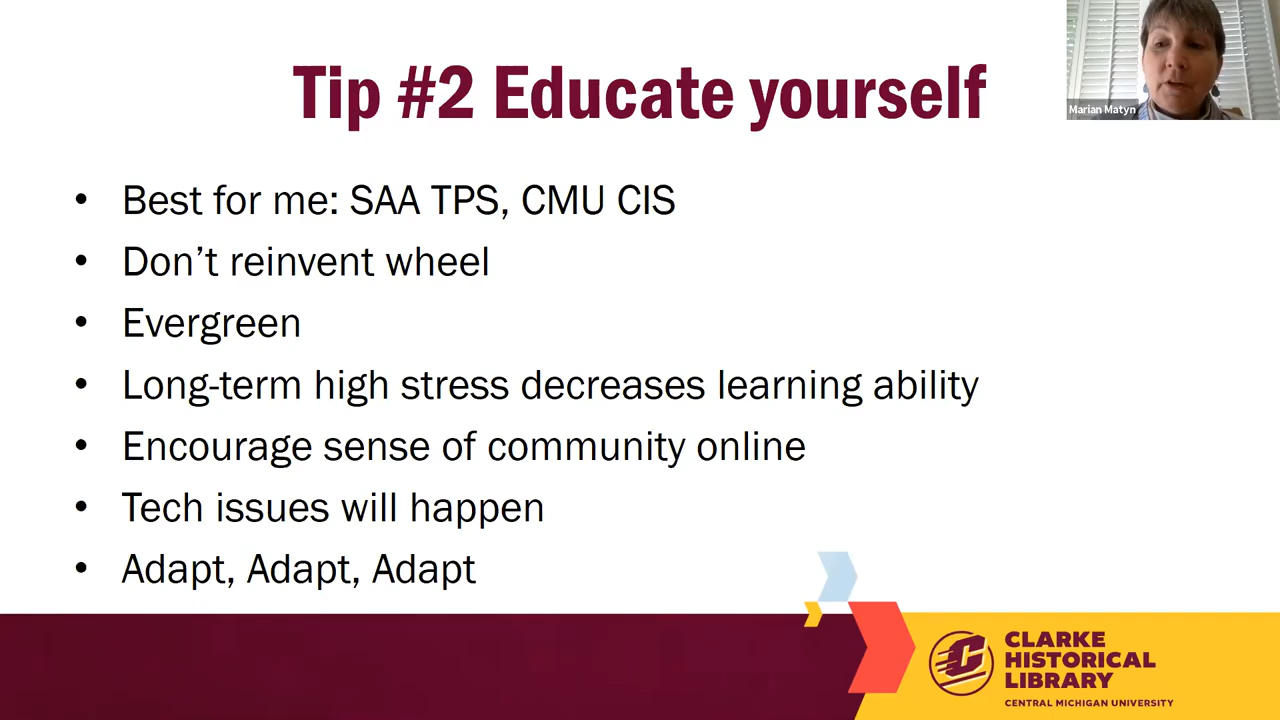 Tip #2 Educate yourself
Marian Matyn
• Best for me: SAA TPS, CMU CIS
• Don’t reinvent wheel
• Evergreen
• Long-term high stress decreases learning ability
• Encourage sense of community online
• Tech issues will happen
• Adapt, Adapt, Adapt
C
CLARKE
HISTORICAL
LIBRARY
CENTRAL MICHIGAN UNIVERSITY